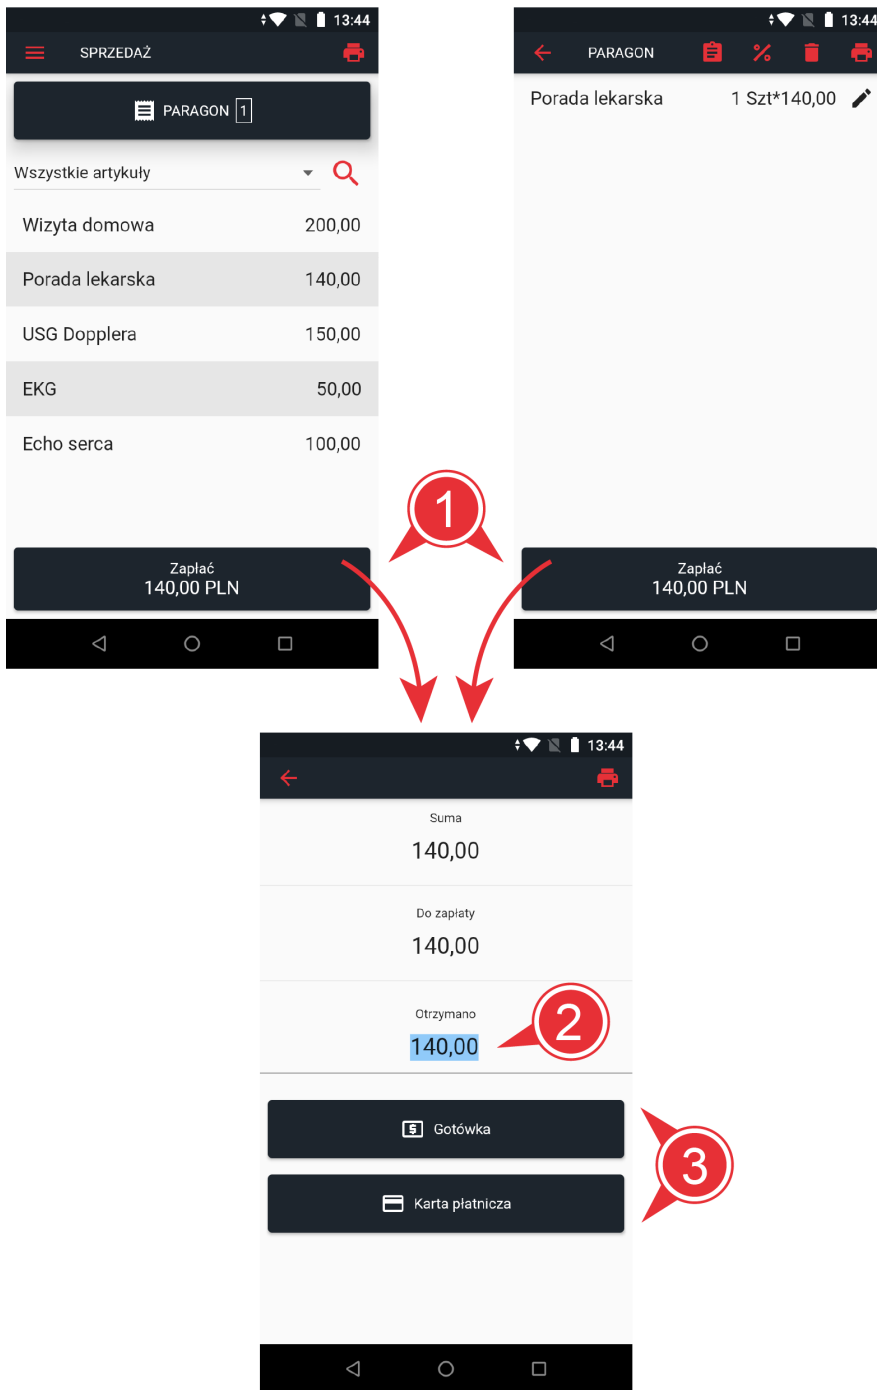 13:44
SPRZEDAŻ
PARAGON 1
Wszystkie artykuły
Wizyta domowa 200,00
Porada lekarska 140,00
USG Dopplera 150,00
EKG 50,00
Echo serca 100,00
Zapłać
140,00 PLN
13:44
PARAGON
Porada lekarska 1 Szt*140,00
Zapłać
140,00 PLN
1
13:44
Suma
140,00
Do zapłaty
140,00
Otrzymano
140,00
2
Gotówka
Karta płatnicza
3